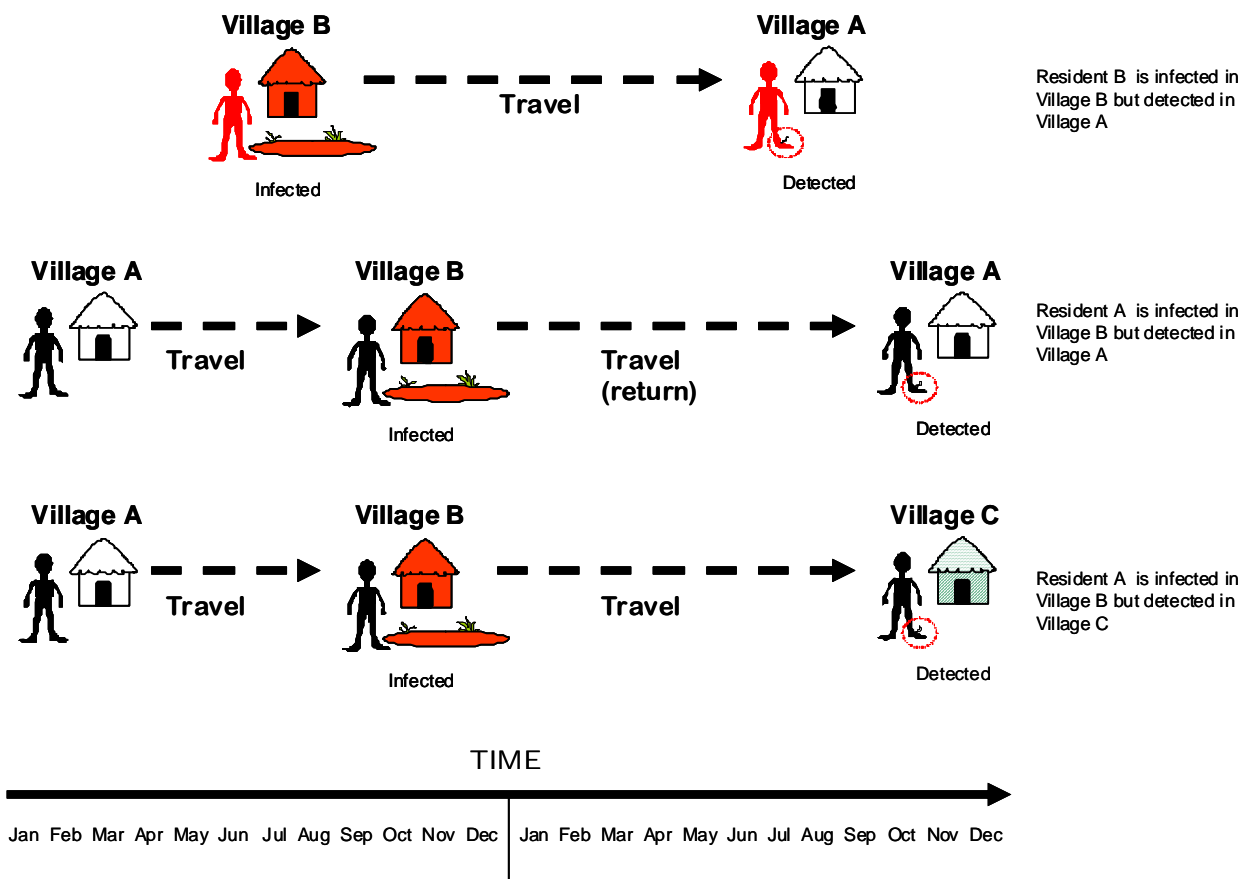 Village B
Village A
Travel
Infected
Detected
Resident B is infected in
Village B but detected in
Village A
Village A
Village B
Village A
Travel
Travel
(return)
Infected
Detected
Resident A is infected in
Village B but detected in
Village A
Village A
Village B
Village C
Travel
Travel
Infected
Detected
Resident A is infected in
Village B but detected in
Village C
TIME
Jan Feb Mar Apr May Jun Jul Aug Sep Oct Nov Dec Jan Feb Mar Apr May Jun Jul Aug Sep Oct Nov Dec